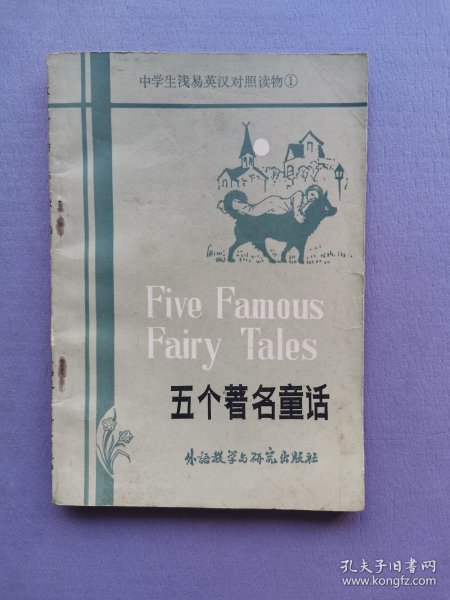 中学生浅易英汉对照读物①
Five Famous
Fairy Tales
五个著名童话
外语教学与研究出版社
孔夫子旧书网
www.kongfz.com